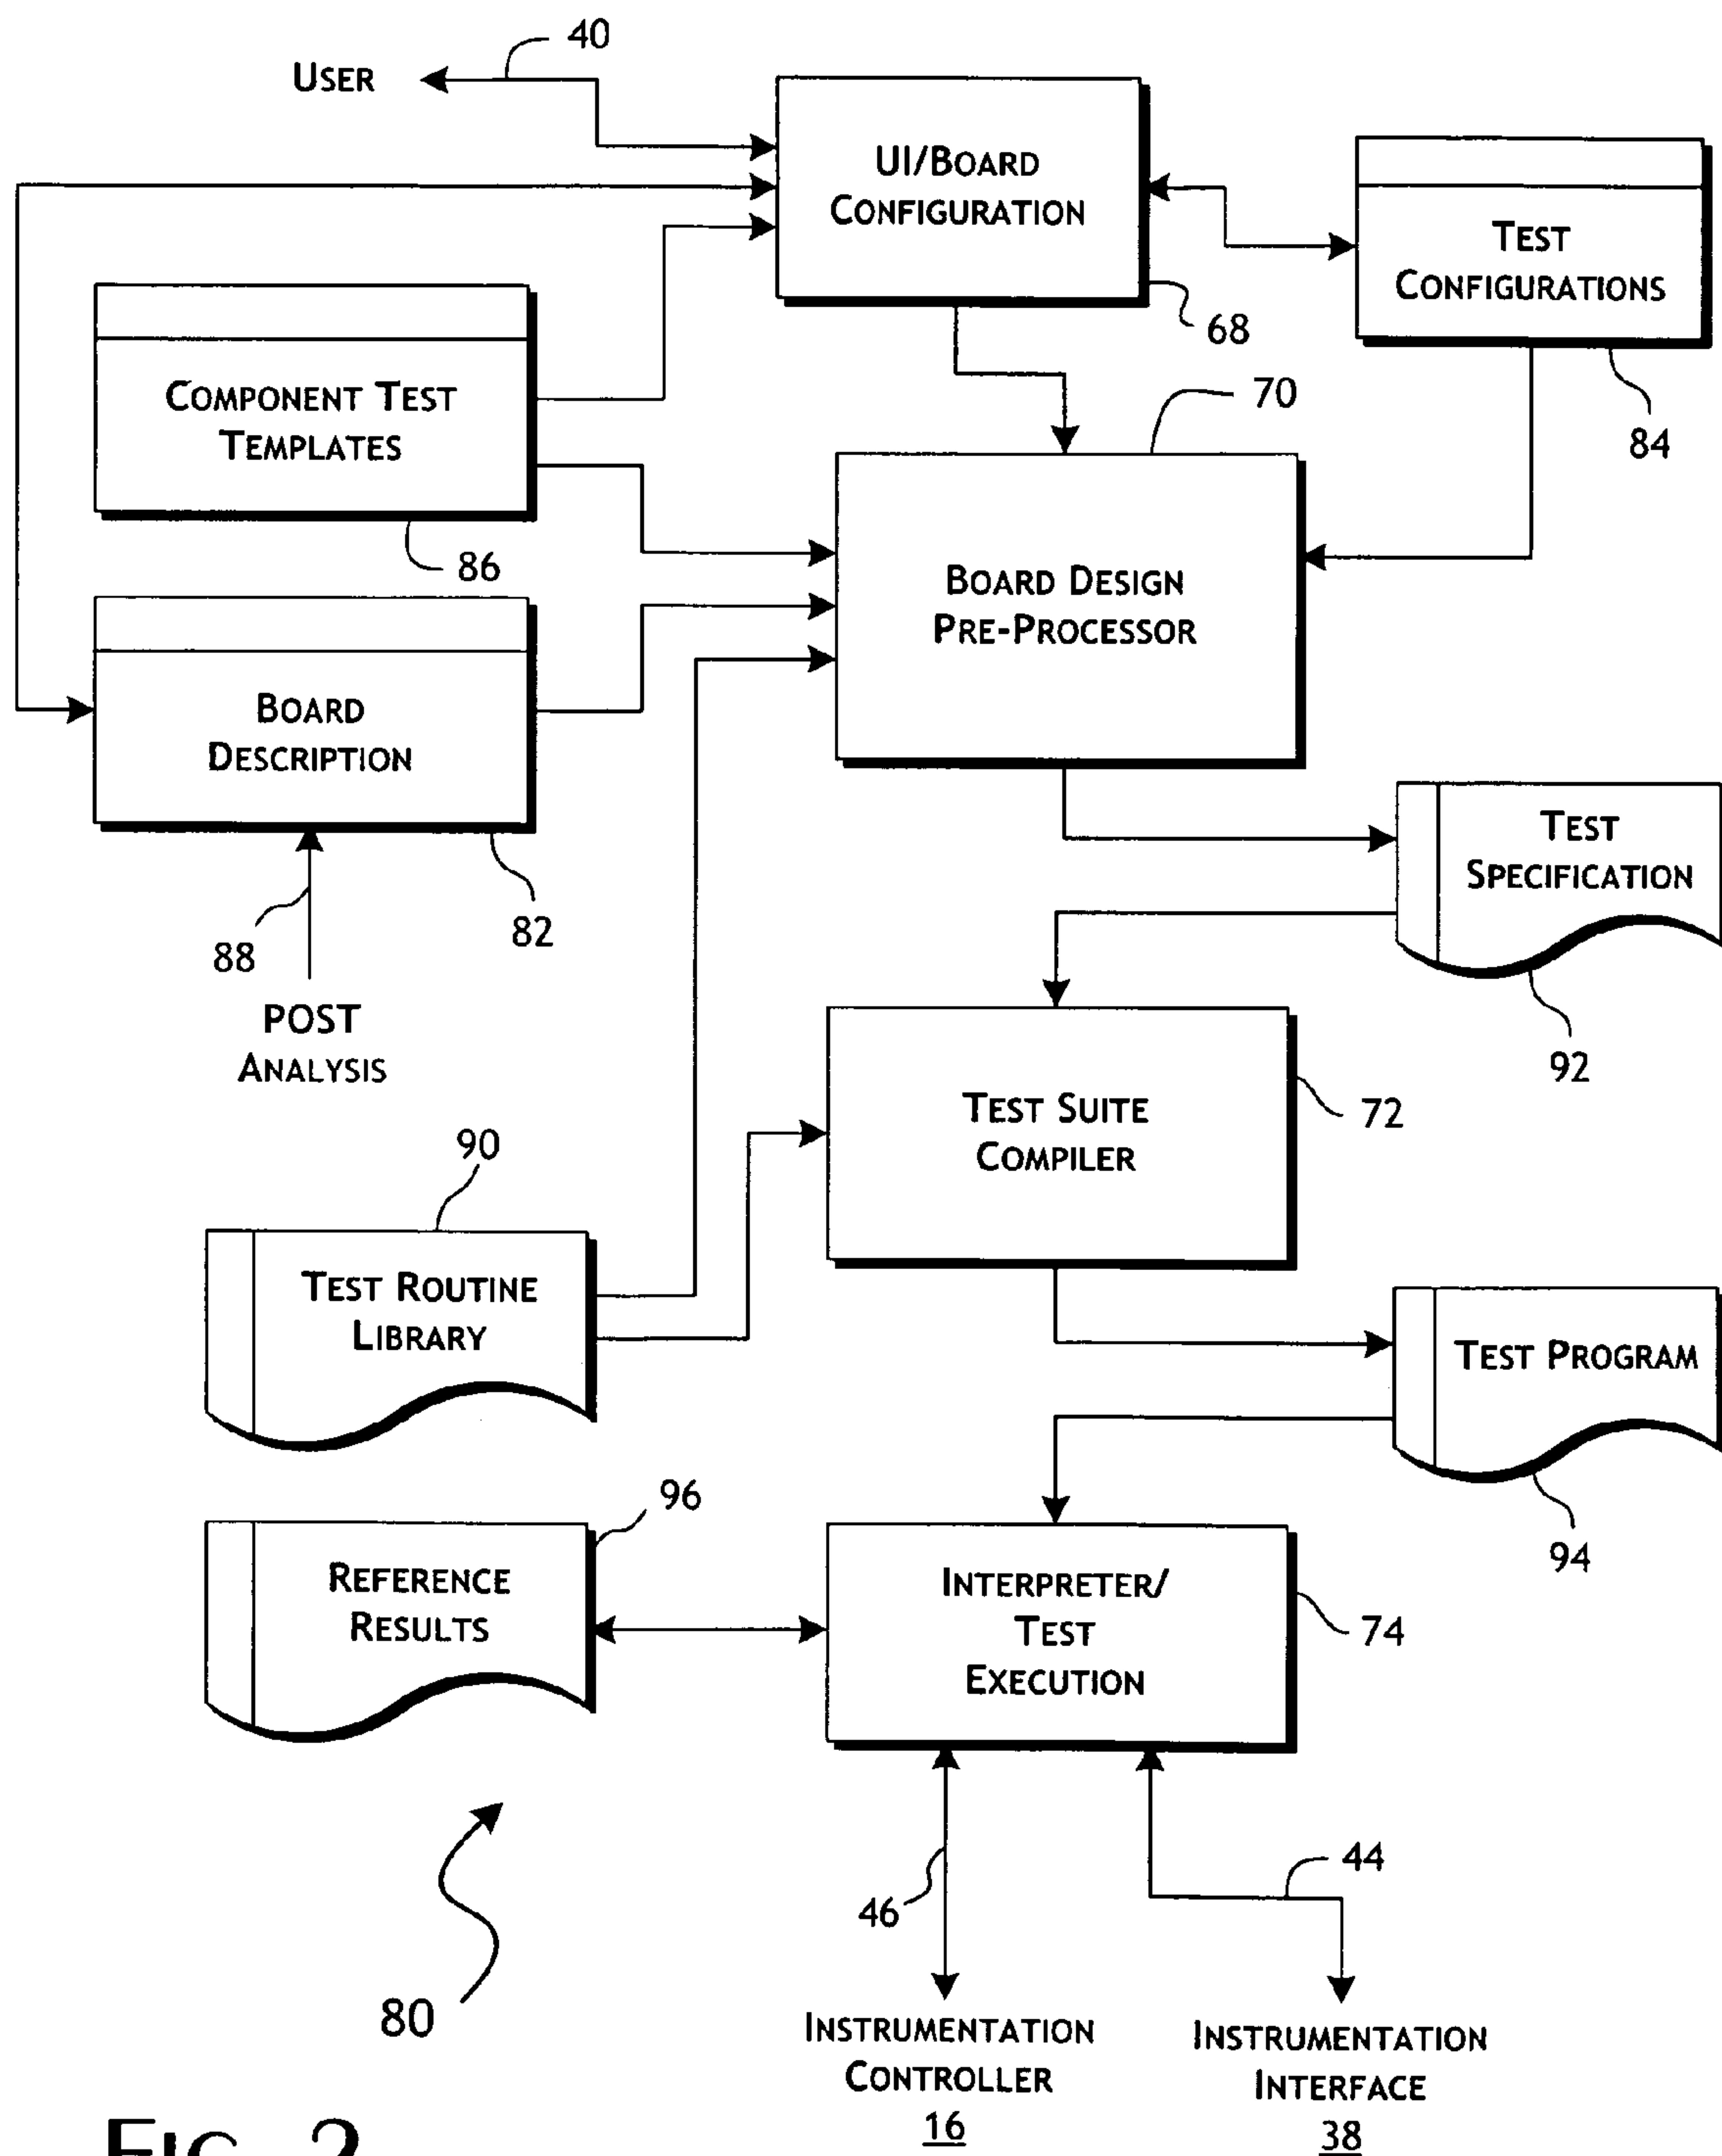 40
USER
UI/BOARD
CONFIGURATION
68
TEST
CONFIGURATIONS
84
COMPONENT TEST
TEMPLATES
86
70
BOARD DESIGN
PRE-PROCESSOR
BOARD
DESCRIPTION
82
88
POST
ANALYSIS
TEST
SPECIFICATION
92
TEST SUITE
COMPILER
72
90
TEST ROUTINE
LIBRARY
TEST PROGRAM
94
96
REFERENCE
RESULTS
INTERPRETER/
TEST
EXECUTION
74
46
44
80
INSTRUMENTATION
CONTROLLER
16
INSTRUMENTATION
INTERFACE
38
FIG. 2